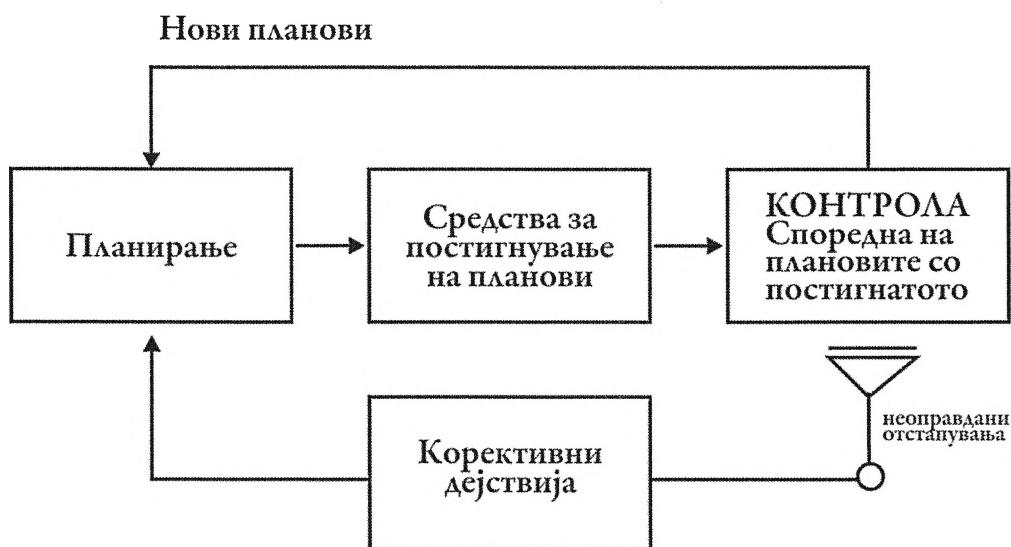 Нови планови
Планирање
Средства за
постигнување
на планови
КОНТРОЛА
Споредна на
плановите со
постигнатото
неоправдани
отстапувања
Корективни
дејствија